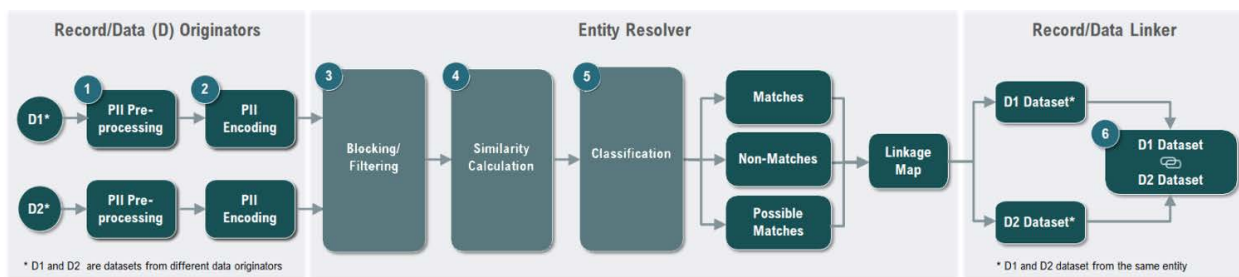 Record/Data (D) Originators
Entity Resolver
Record/Data Linker
1
2
3
4
5
D1*
PII Pre-
processing
PII
Encoding
D2*
PII Pre-
processing
PII
Encoding
Blocking/
Filtering
Similarity
Calculation
Classification
Matches
Non-Matches
Possible
Matches
Linkage
Map
D1 Dataset*
D2 Dataset*
6
D1 Dataset
D2 Dataset
* D1 and D2 are datasets from different data originators
* D1 and D2 dataset from the same entity